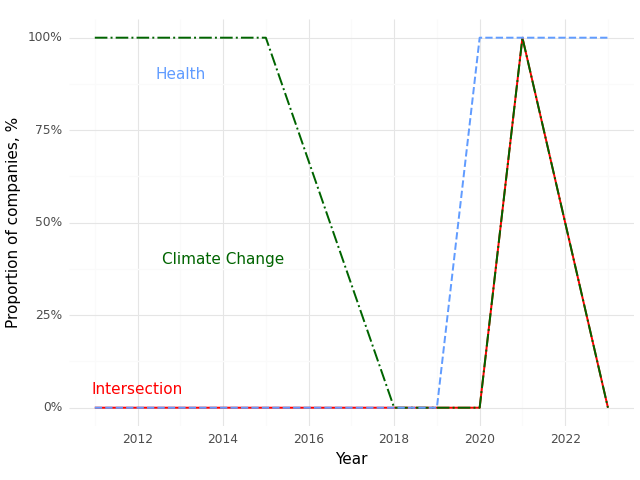 100%
Health
75%
Proportion of companies, %
50%
Climate Change
25%
Intersection
0%
2012 2014 2016 2018 2020 2022
Year